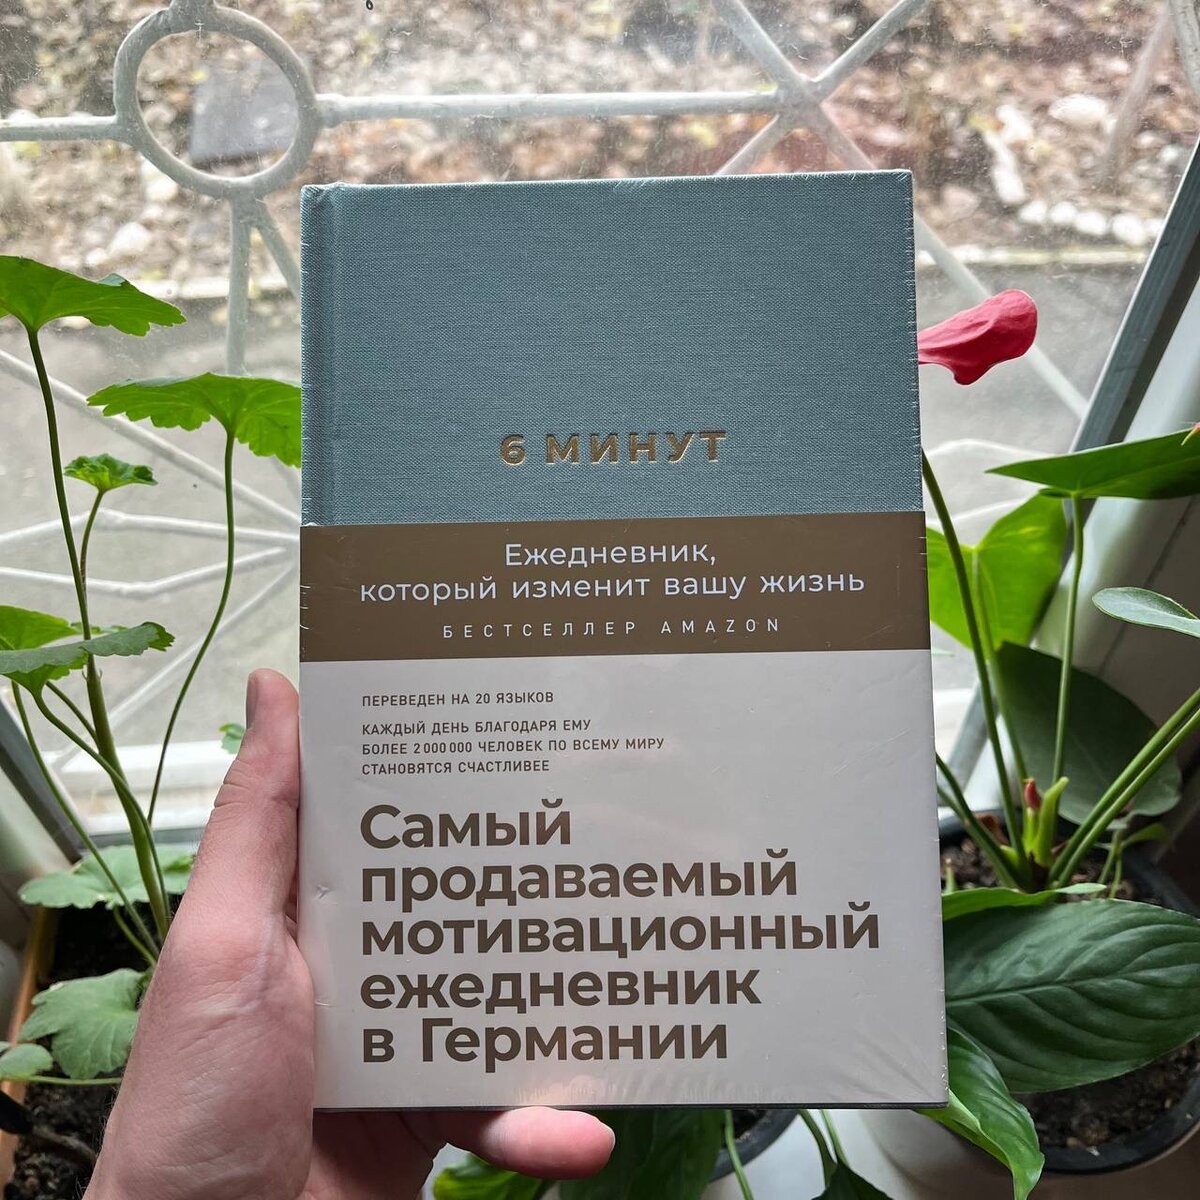 6 МИНУТ
Ежедневник,
который изменит вашу жизнь
БЕСТСЕЛЛЕР AMAZON
ПЕРЕВЕДЕН НА 20 ЯЗЫКОВ
КАЖДЫЙ ДЕНЬ БЛАГОДАРЯ ЕМУ
БОЛЕЕ 2 000 000 ЧЕЛОВЕК ПО ВСЕМУ МИРУ
СТАНОВЯТСЯ СЧАСТЛИВЕЕ
Самый
продаваемый
мотивационный
ежедневник
в Германии